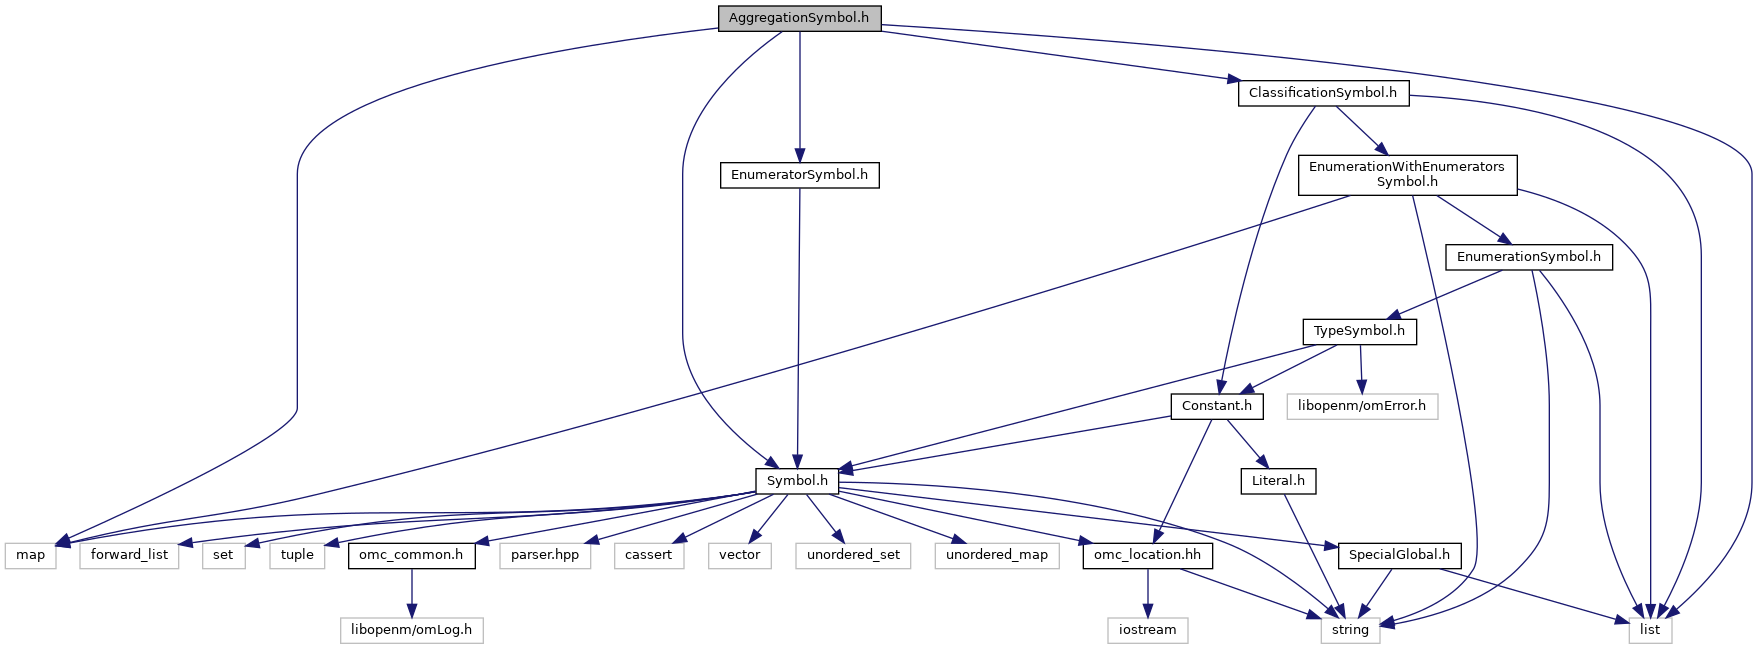 AggregationSymbol.h
ClassificationSymbol.h
EnumerationWithEnumerators
Symbol.h
EnumeratorSymbol.h
EnumerationSymbol.h
TypeSymbol.h
Constant.h
libopenm/omError.h
Symbol.h
Literal.h
map
forward_list
set
tuple
omc_common.h
parser.hpp
cassert
vector
unordered_set
unordered_map
omc_location.hh
SpecialGlobal.h
libopenm/omLog.h
iostream
string
list